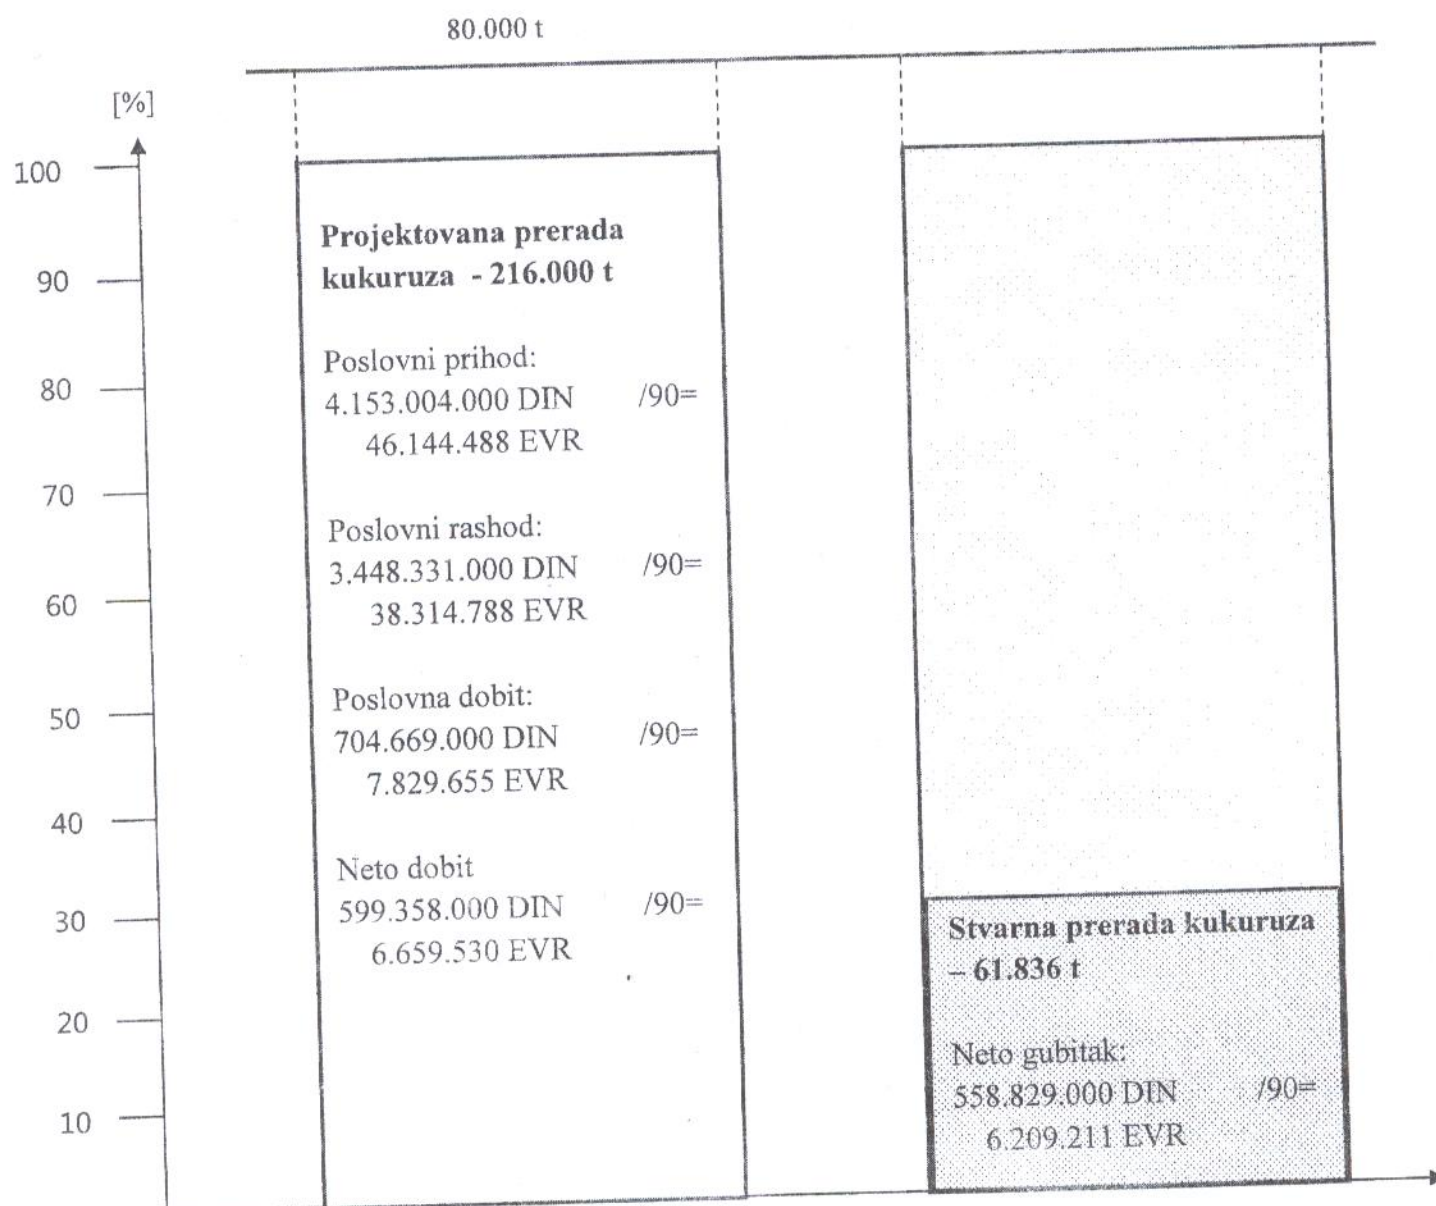 80.000 t
[%]
100
90
80
70
60
50
40
30
20
10
Projektovana prerada
kukuruza - 216.000 t
Poslovni prihod:
4.153.004.000 DIN /90=
46.144.488 EVR
Poslovni rashod:
3.448.331.000 DIN /90=
38.314.788 EVR
Poslovna dobit:
704.669.000 DIN /90=
7.829.655 EVR
Neto dobit
599.358.000 DIN /90=
6.659.530 EVR
Stvarna prerada kukuruza
– 61.836 t
Neto gubitak:
558.829.000 DIN /90=
6.209.211 EVR